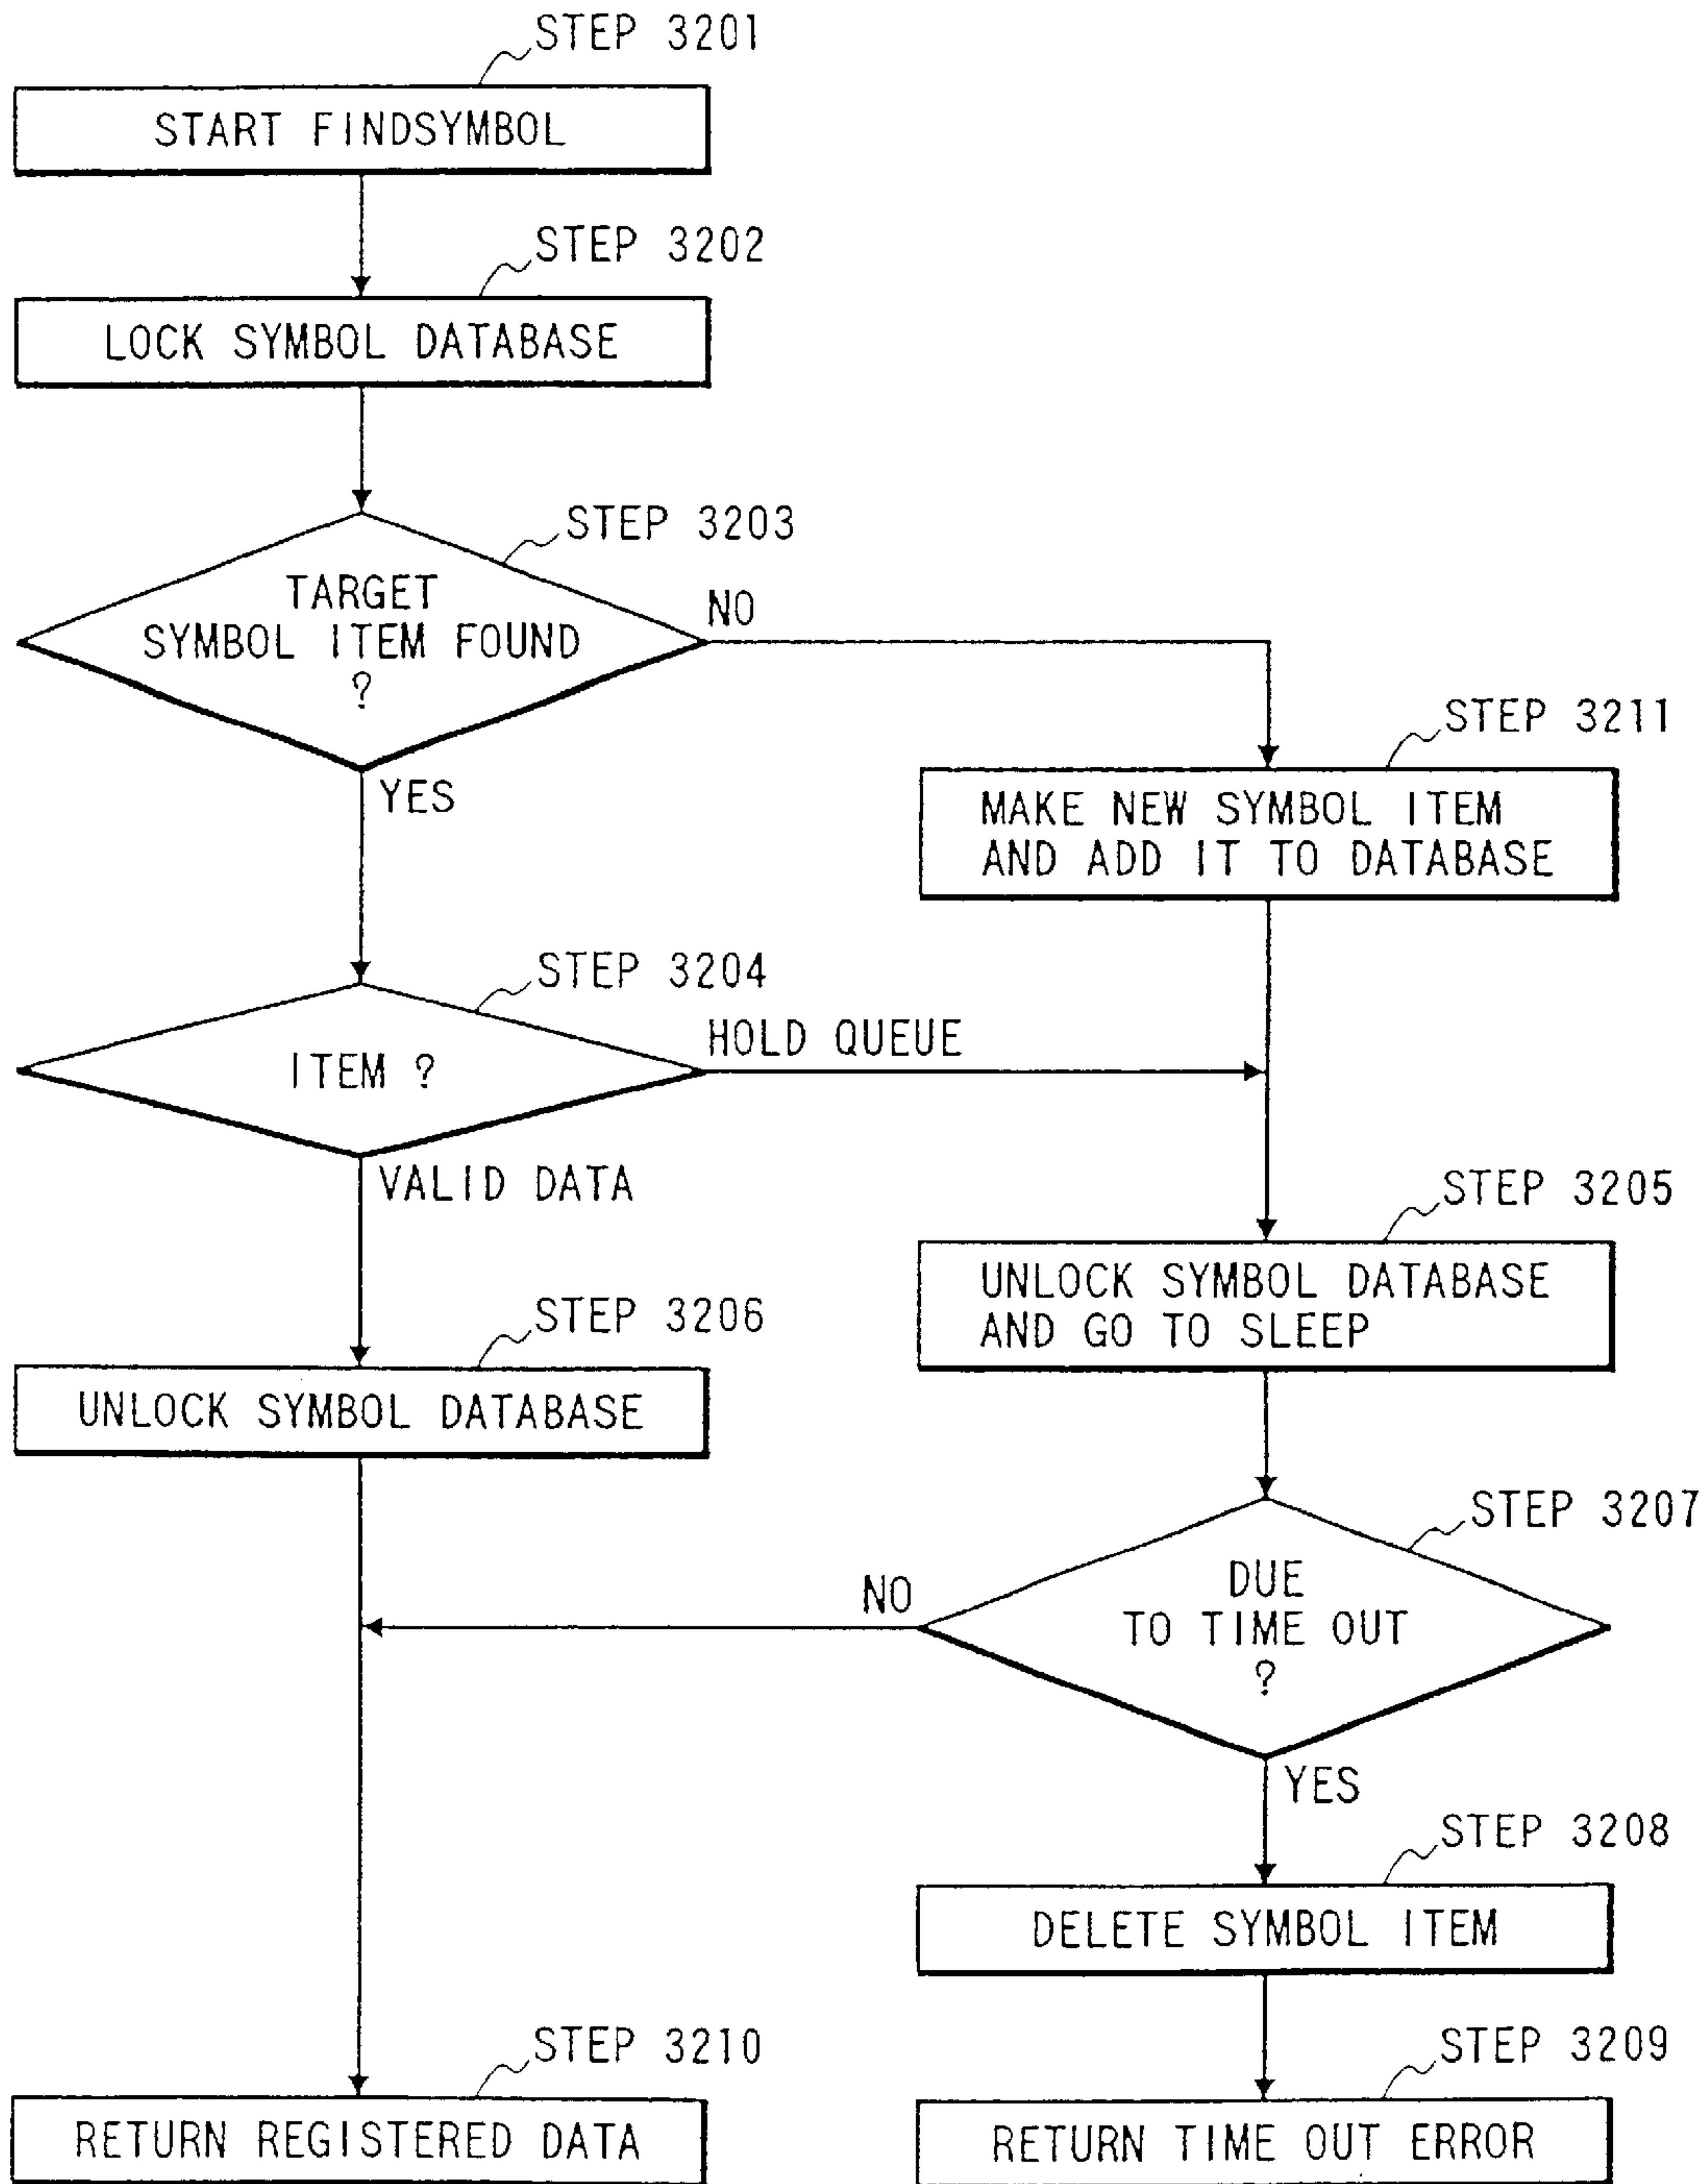 STEP 3201
START FINDSYMBOL
STEP 3202
LOCK SYMBOL DATABASE
STEP 3203
TARGET
SYMBOL ITEM FOUND
?
NO
YES
STEP 3211
MAKE NEW SYMBOL ITEM
AND ADD IT TO DATABASE
STEP 3204
ITEM ?
HOLD QUEUE
VALID DATA
STEP 3205
UNLOCK SYMBOL DATABASE
AND GO TO SLEEP
STEP 3206
UNLOCK SYMBOL DATABASE
STEP 3207
DUE
TO TIME OUT
?
NO
YES
STEP 3208
DELETE SYMBOL ITEM
STEP 3210
RETURN REGISTERED DATA
STEP 3209
RETURN TIME OUT ERROR